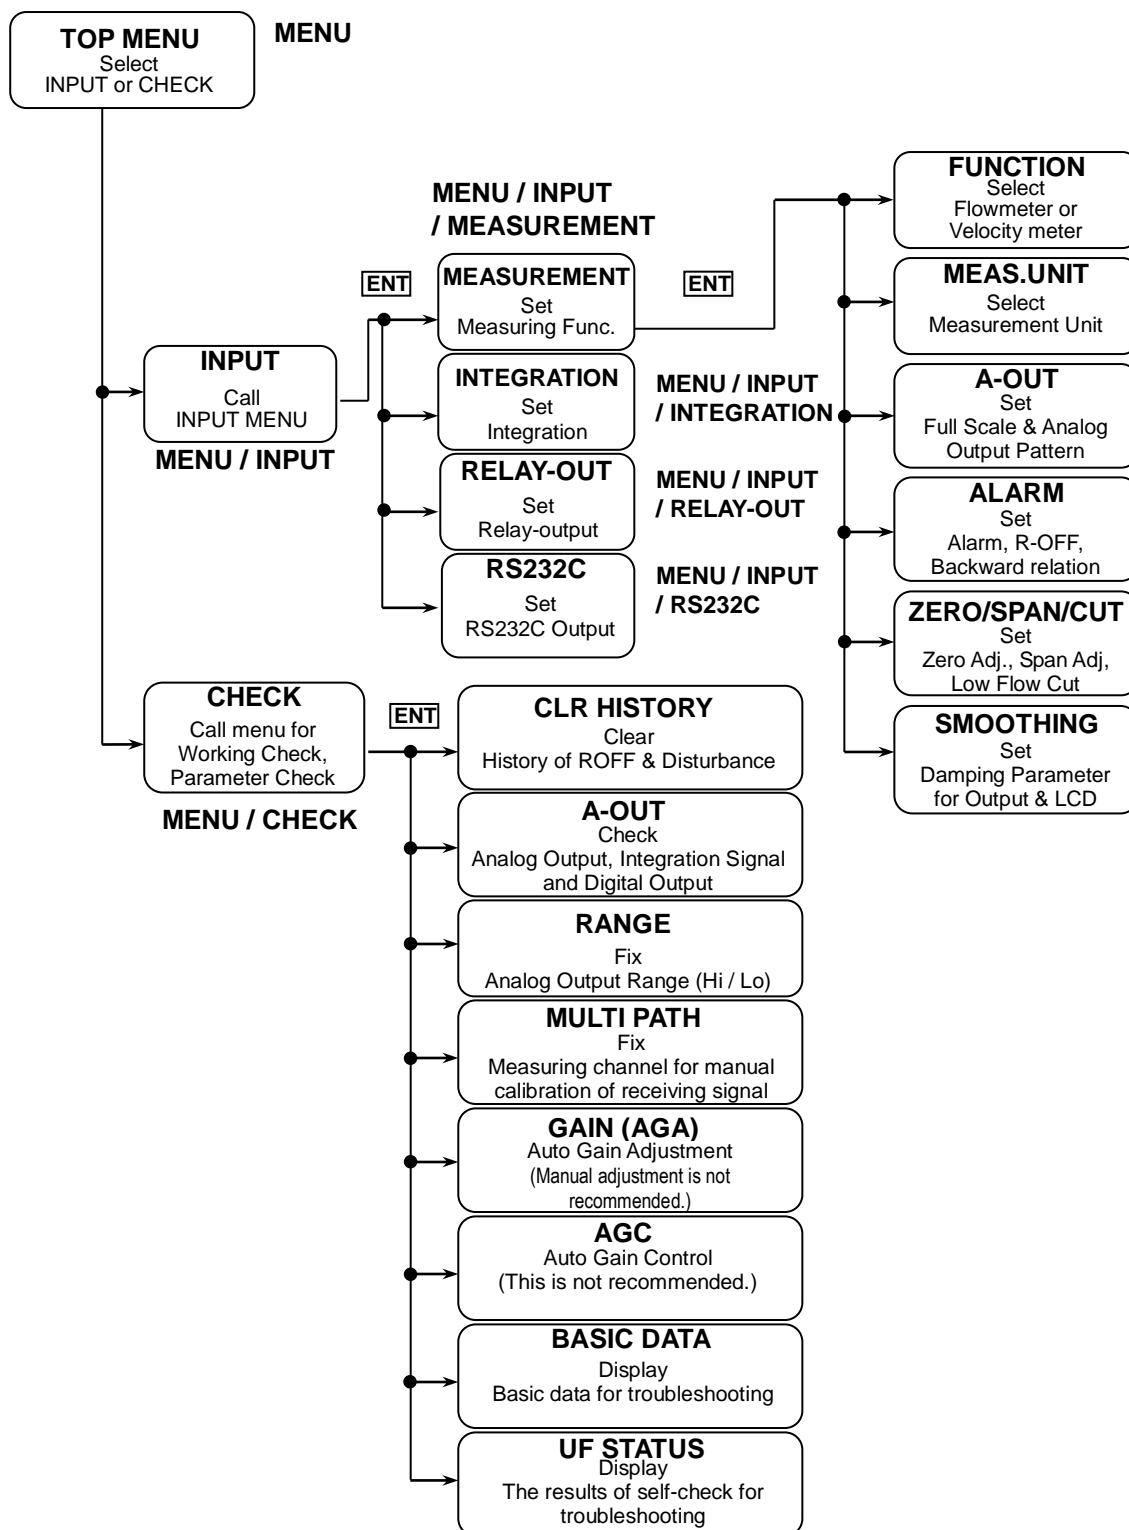 TOP MENU
Select
INPUT or CHECK
MENU
MENU / INPUT
/ MEASUREMENT
ENT
MEASUREMENT
Set
Measuring Func.
ENT
INPUT
Call
INPUT MENU
MENU / INPUT
INTEGRATION
Set
Integration
MENU / INPUT
/ INTEGRATION
RELAY-OUT
Set
Relay-output
MENU / INPUT
/ RELAY-OUT
RS232C
Set
RS232C Output
MENU / INPUT
/ RS232C
FUNCTION
Select
Flowmeter or
Velocity meter
MEAS.UNIT
Select
Measurement Unit
A-OUT
Set
Full Scale & Analog
Output Pattern
ALARM
Set
Alarm, R-OFF,
Backward relation
ZERO/SPAN/CUT
Set
Zero Adj., Span Adj,
Low Flow Cut
SMOOTHING
Set
Damping Parameter
for Output & LCD
CHECK
Call menu for
Working Check,
Parameter Check
MENU / CHECK
ENT
CLR HISTORY
Clear
History of ROFF & Disturbance
A-OUT
Check
Analog Output, Integration Signal
and Digital Output
RANGE
Fix
Analog Output Range (Hi / Lo)
MULTI PATH
Fix
Measuring channel for manual
calibration of receiving signal
GAIN (AGA)
Auto Gain Adjustment
(Manual adjustment is not
recommended.)
AGC
Auto Gain Control
(This is not recommended.)
BASIC DATA
Display
Basic data for troubleshooting
UF STATUS
Display
The results of self-check for
troubleshooting